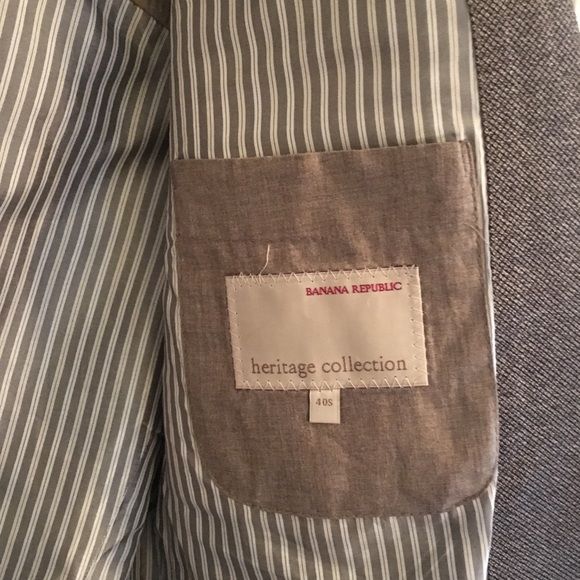 BANANA REPUBLIC
heritage collection
40S